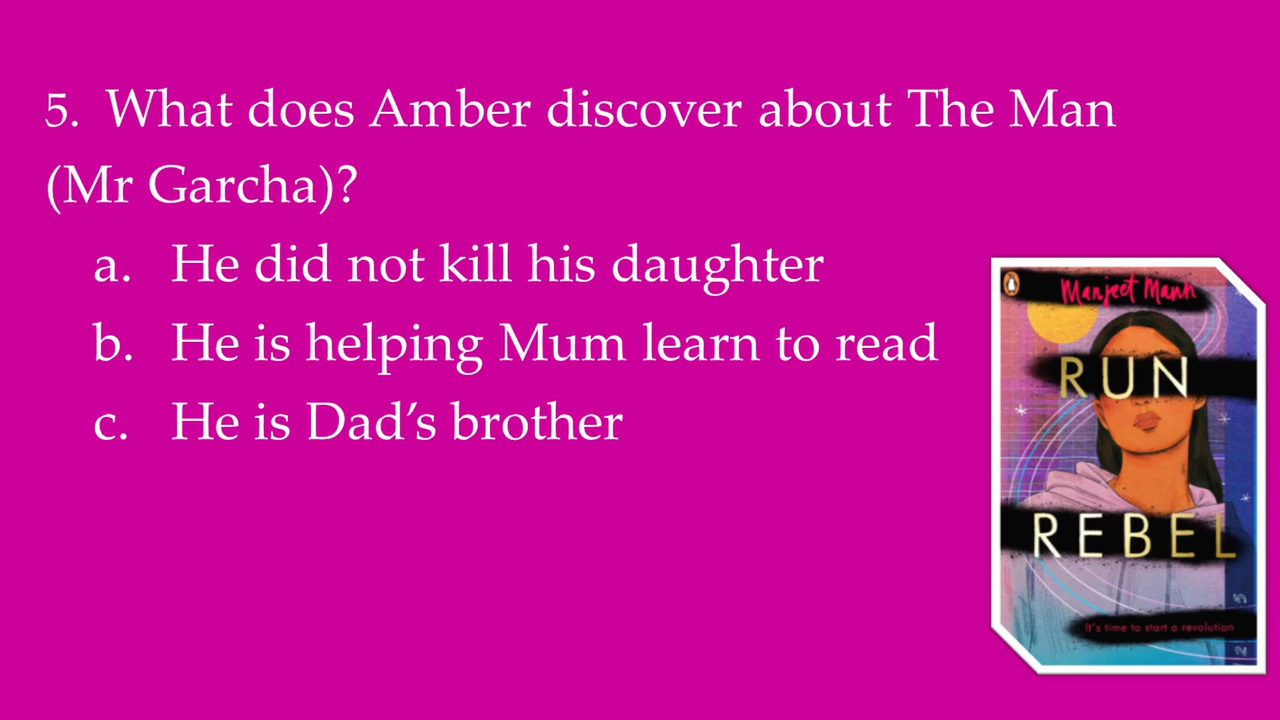 5. What does Amber discover about The Man
(Mr Garcha)?
a. He did not kill his daughter
b. He is helping Mum learn to read
c. He is Dad’s brother
Manjeet Mann
RUN
REBEL
It's time to start a revolution